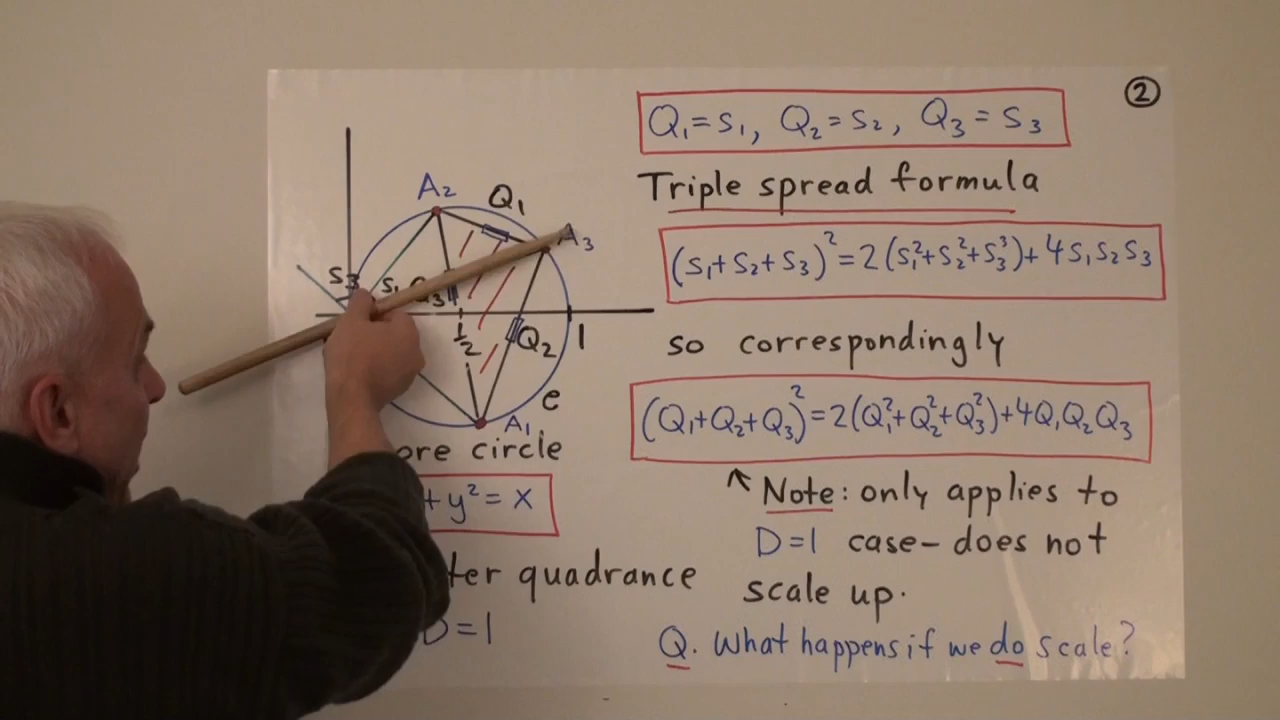 ②
Q₁=s₁, Q₂=s₂, Q₃=s₃
Triple spread formula
(s₁+s₂+s₃)²=2(s₁²+s₂²+s₃³)+4s₁s₂s₃
so correspondingly
(Q₁+Q₂+Q₃)²=2(Q₁²+Q₂²+Q₃²)+4Q₁Q₂Q₃
Note: only applies to
D=1 case- does not
scale up.
Q. What happens if we do scale?
A₂
Q₁
A₃
s₃
s₁
Q₃
1/2
Q₂
1
e
A₁
circle
+y²=x
quadrance
D=1